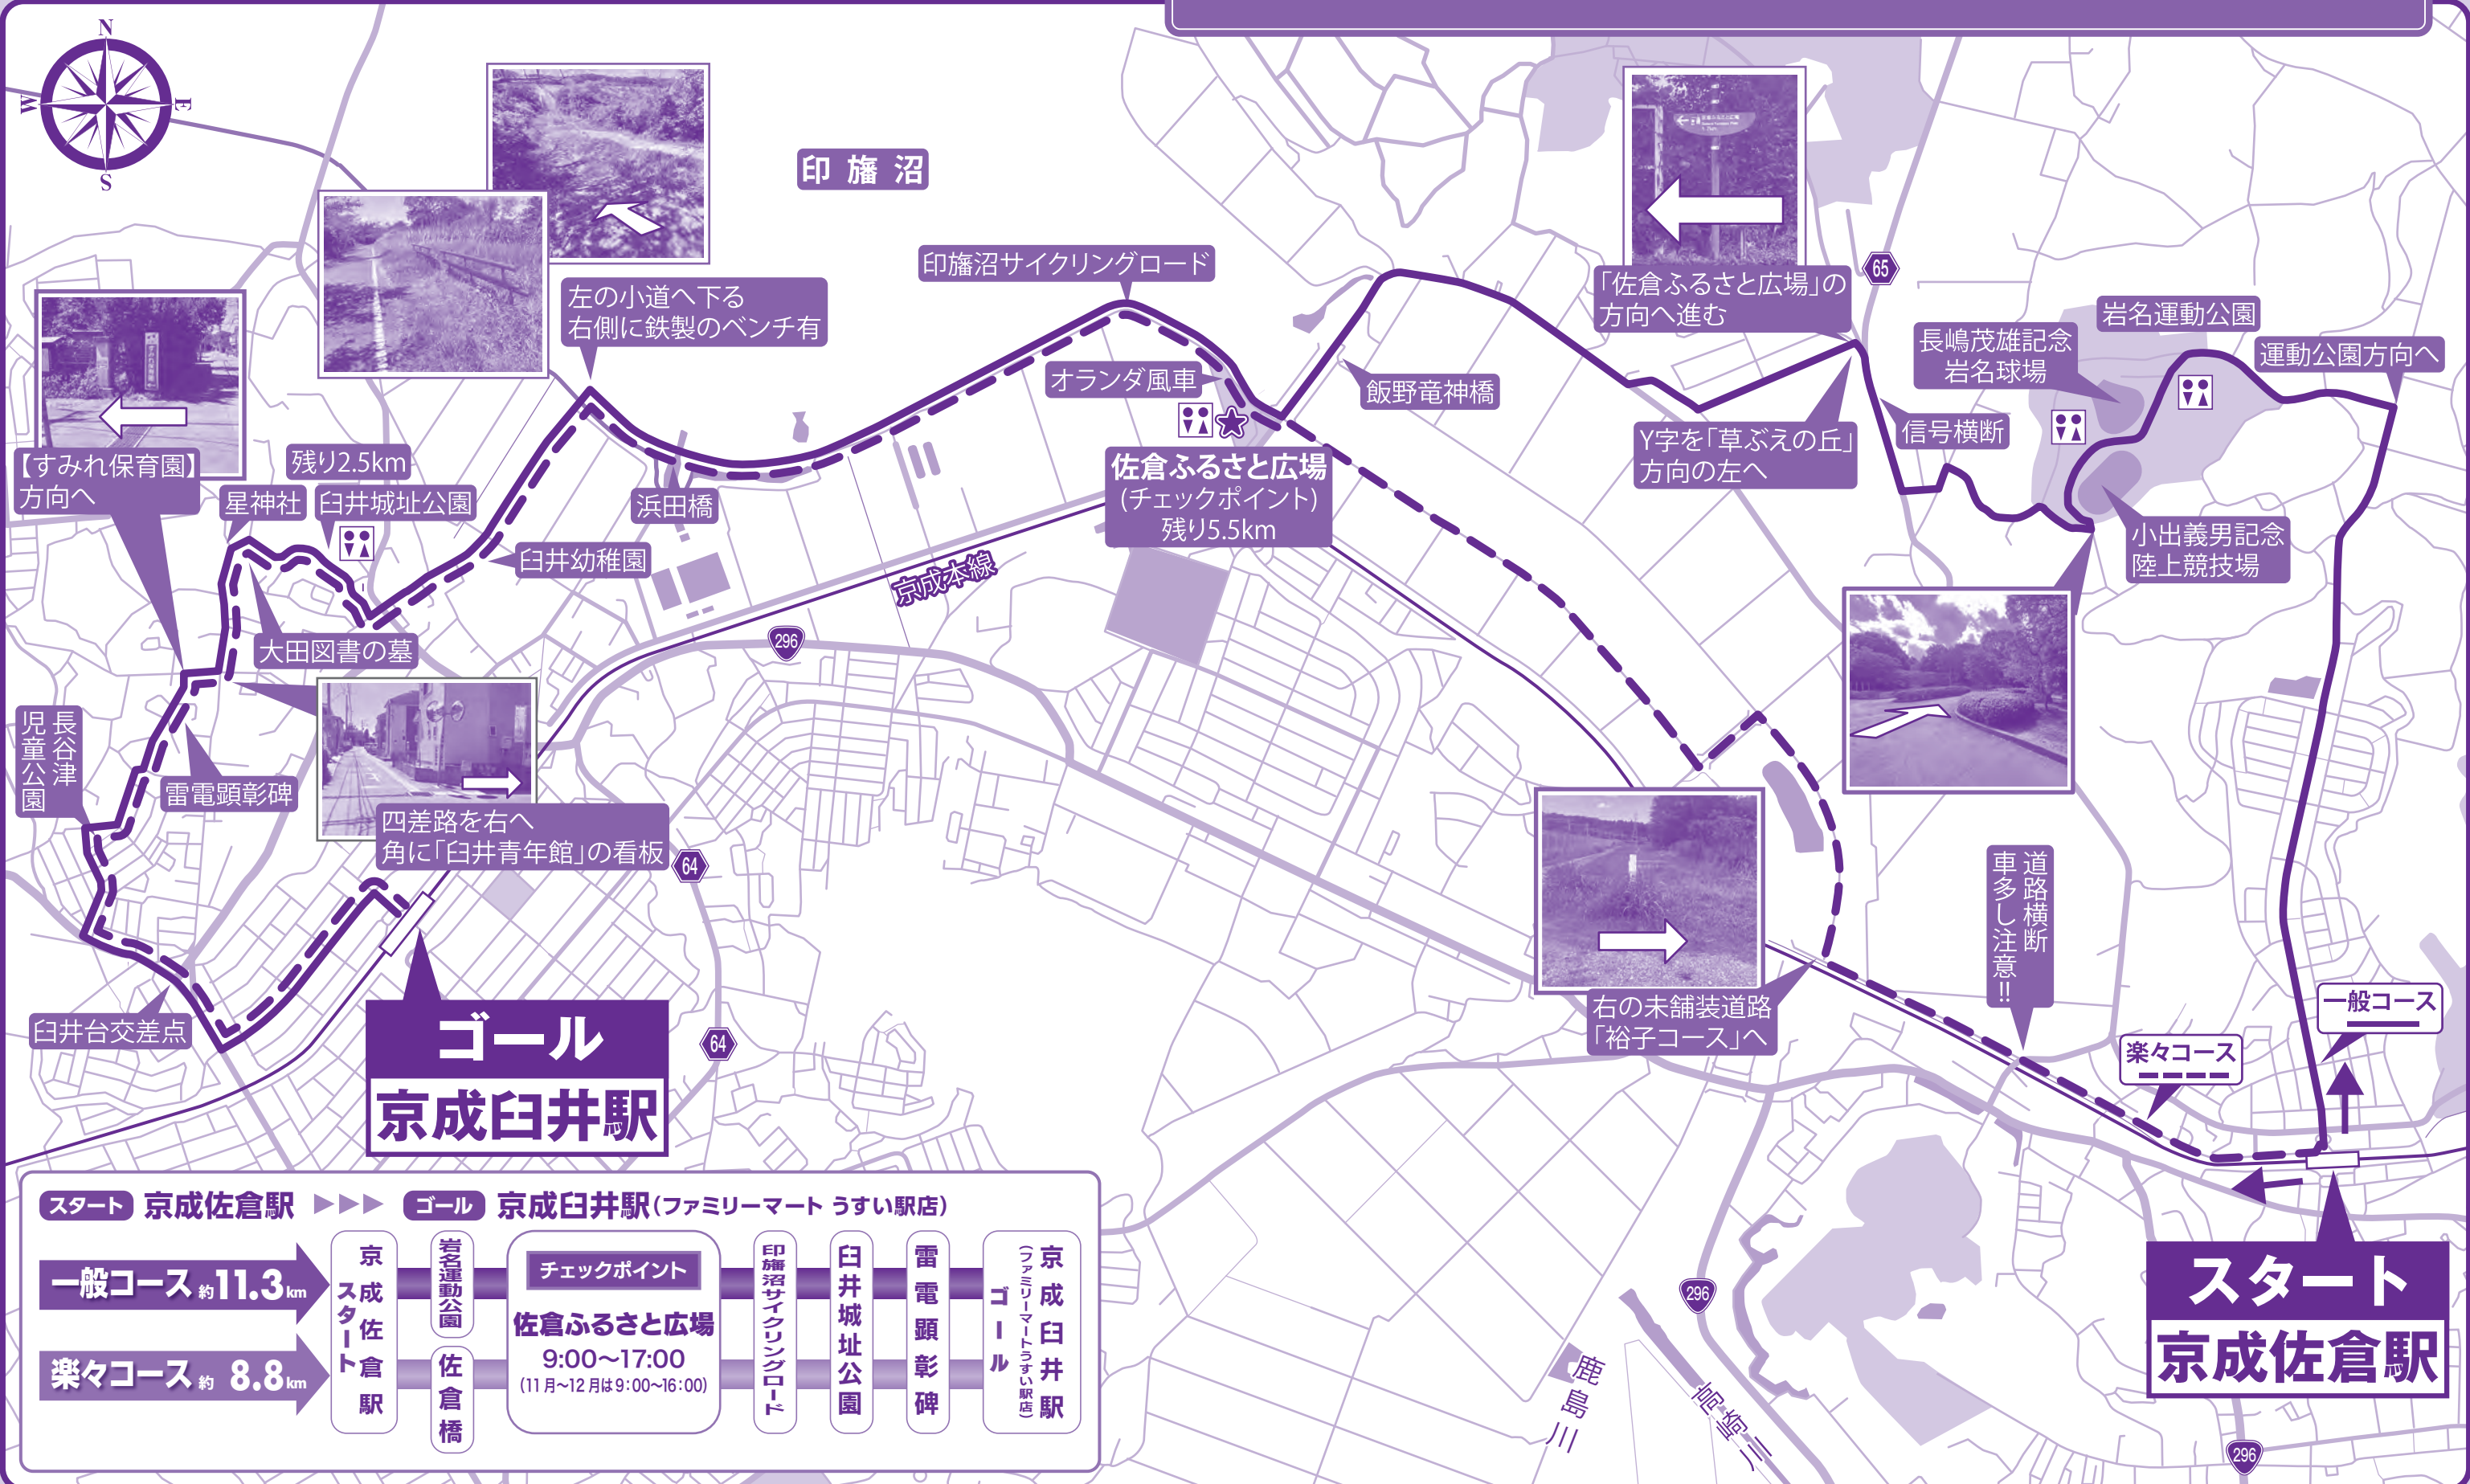 N
W
E
S
印旛沼
左の小道へ下る
右側に鉄製のベンチ有
印旛沼サイクリングロード
オランダ風車
佐倉ふるさと広場
(チェックポイント)
残り5.5km
飯野竜神橋
「佐倉ふるさと広場」の
方向へ進む
65
Y字を「草ぶえの丘」
方向の左へ
信号横断
長嶋茂雄記念
岩名球場
岩名運動公園
運動公園方向へ
小出義男記念
陸上競技場
【すみれ保育園】
方向へ
残り2.5km
星神社
臼井城址公園
臼井幼稚園
浜田橋
京成本線
296
大田図書の墓
長谷津
児童公園
雷電顕彰碑
四差路を右へ
角に「臼井青年館」の看板
64
64
臼井台交差点
ゴール
京成臼井駅
右の未舗装道路
「裕子コース」へ
道路横断
車多し注意!!
一般コース
楽々コース
スタート
京成佐倉駅
296
296
鹿島川
高崎川
スタート 京成佐倉駅 ▶▶▶ ゴール 京成臼井駅(ファミリーマート うすい駅店)
一般コース 約11.3km
楽々コース 約 8.8km
京成佐倉駅
スタート
岩名運動公園
佐倉橋
チェックポイント
佐倉ふるさと広場
9:00〜17:00
(11月〜12月は9:00〜16:00)
印旛沼サイクリングロード
臼井城址公園
雷電顕彰碑
京成臼井駅
(ファミリーマートうすい駅店)
ゴール